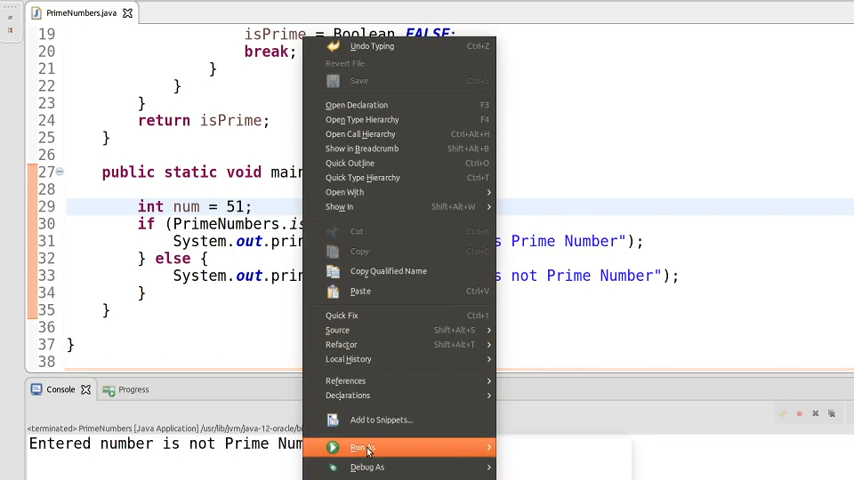 PrimeNumbers.java
19 isPrime = Boolean.FALSE;
20 break;
21 }
22 }
23 }
24 return isPrime;
25 }
26
27 public static void main
28
29 int num = 51;
30 if (PrimeNumbers.is
31 System.out.prin s Prime Number");
32 } else {
33 System.out.prin s not Prime Number");
34 }
35 }
36
37 }
38
Undo Typing Ctrl+Z
Revert File
Save Ctrl+S
Open Declaration F3
Open Type Hierarchy F4
Open Call Hierarchy Ctrl+Alt+H
Show in Breadcrumb Shift+Alt+B
Quick Outline Ctrl+O
Quick Type Hierarchy Ctrl+T
Open With
Show In Shift+Alt+W
Cut Ctrl+X
Copy Ctrl+C
Copy Qualified Name
Paste Ctrl+V
Quick Fix Ctrl+1
Source Shift+Alt+S
Refactor Shift+Alt+T
Local History
References
Declarations
Add to Snippets...
Run As
Debug As
Console Progress
<terminated> PrimeNumbers [Java Application] /usr/lib/jvm/java-12-oracle/bi
Entered number is not Prime Num